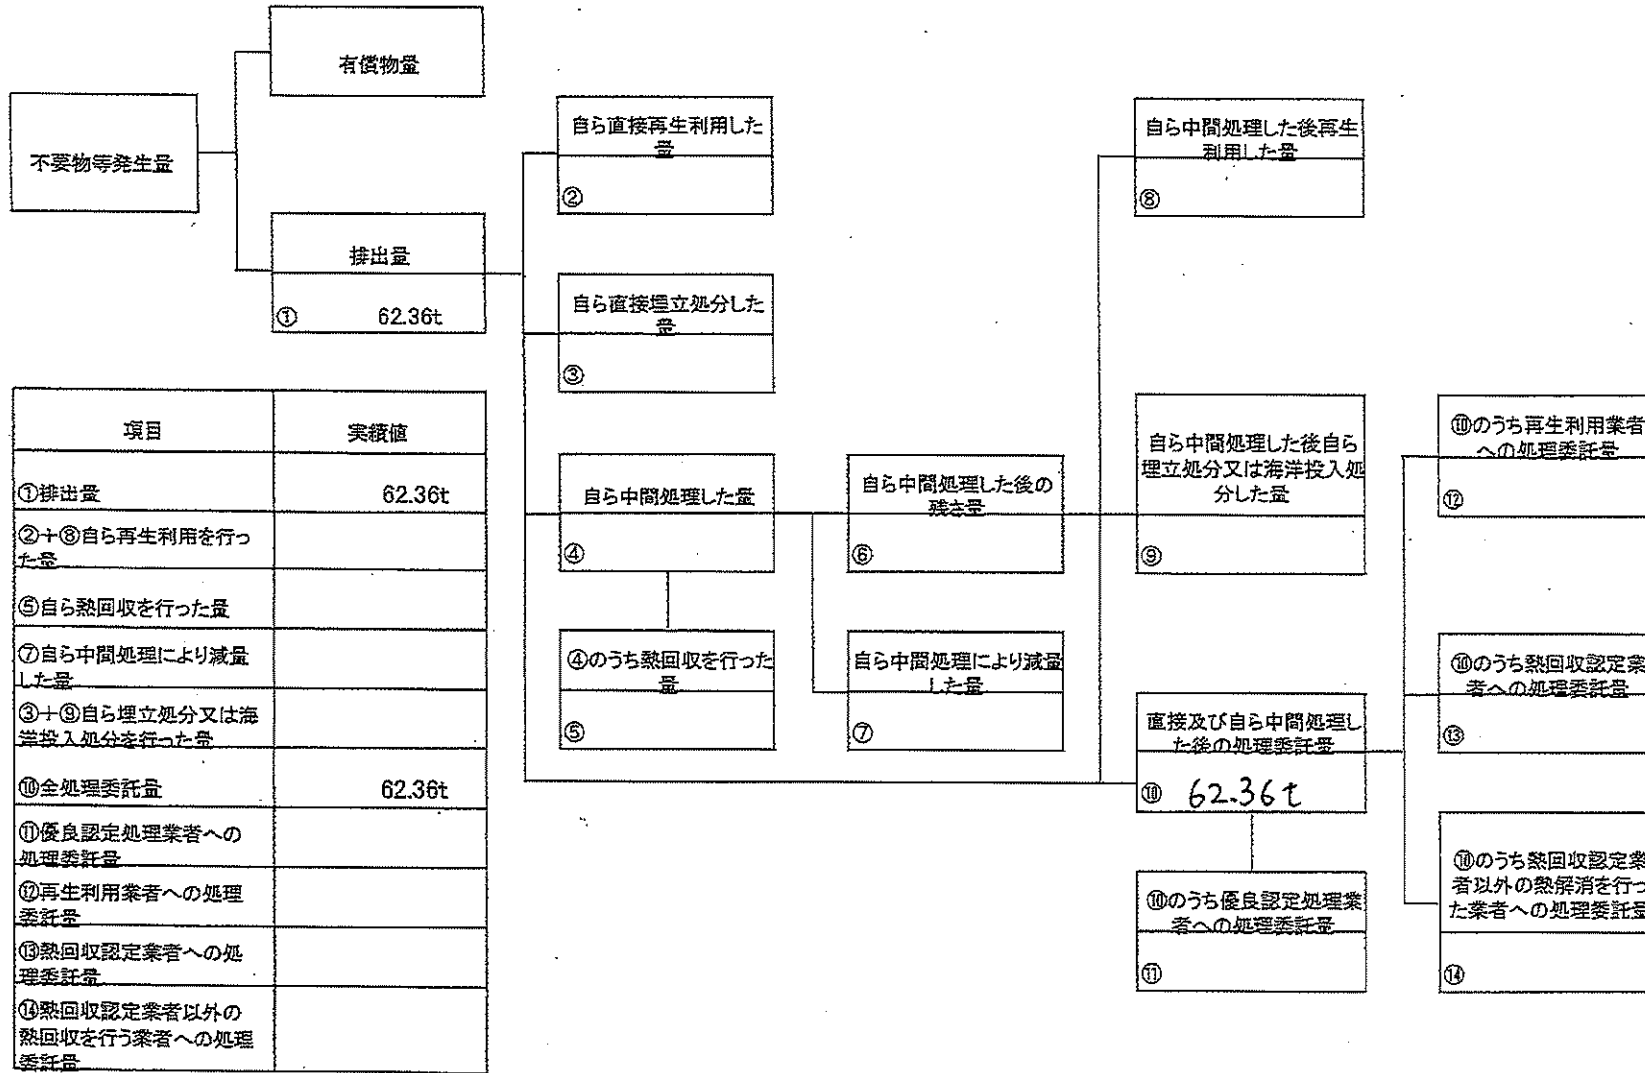 有償物量
不要物等発生量
排出量
① 62.36t
自ら直接再生利用した
量
②
自ら直接埋立処分した
量
③
自ら中間処理した量
④
④のうち熱回収を行った
量
⑤
自ら中間処理した後の
残さ量
⑥
自ら中間処理により減量
した量
⑦
自ら中間処理した後再生
利用した量
⑧
自ら中間処理した後自ら
埋立処分又は海洋投入処
分した量
⑨
直接及び自ら中間処理し
た後の処理委託量
⑩ 62.36t
⑩のうち優良認定処理業
者への処理委託量
⑪
⑩のうち再生利用業者
への処理委託量
⑫
⑩のうち熱回収認定業
者への処理委託量
⑬
⑩のうち熱回収認定業
者以外の熱解消を行っ
た業者への処理委託量
⑭
項目 実績値
①排出量 62.36t
②+⑧自ら再生利用を行っ
た量
⑤自ら熱回収を行った量
⑦自ら中間処理により減量
した量
③+⑨自ら埋立処分又は海
洋投入処分を行った量
⑩全処理委託量 62.36t
⑪優良認定処理業者への
処理委託量
⑫再生利用業者への処理
委託量
⑬熱回収認定業者への処
理委託量
⑭熱回収認定業者以外の
熱回収を行う業者への処理
委託量